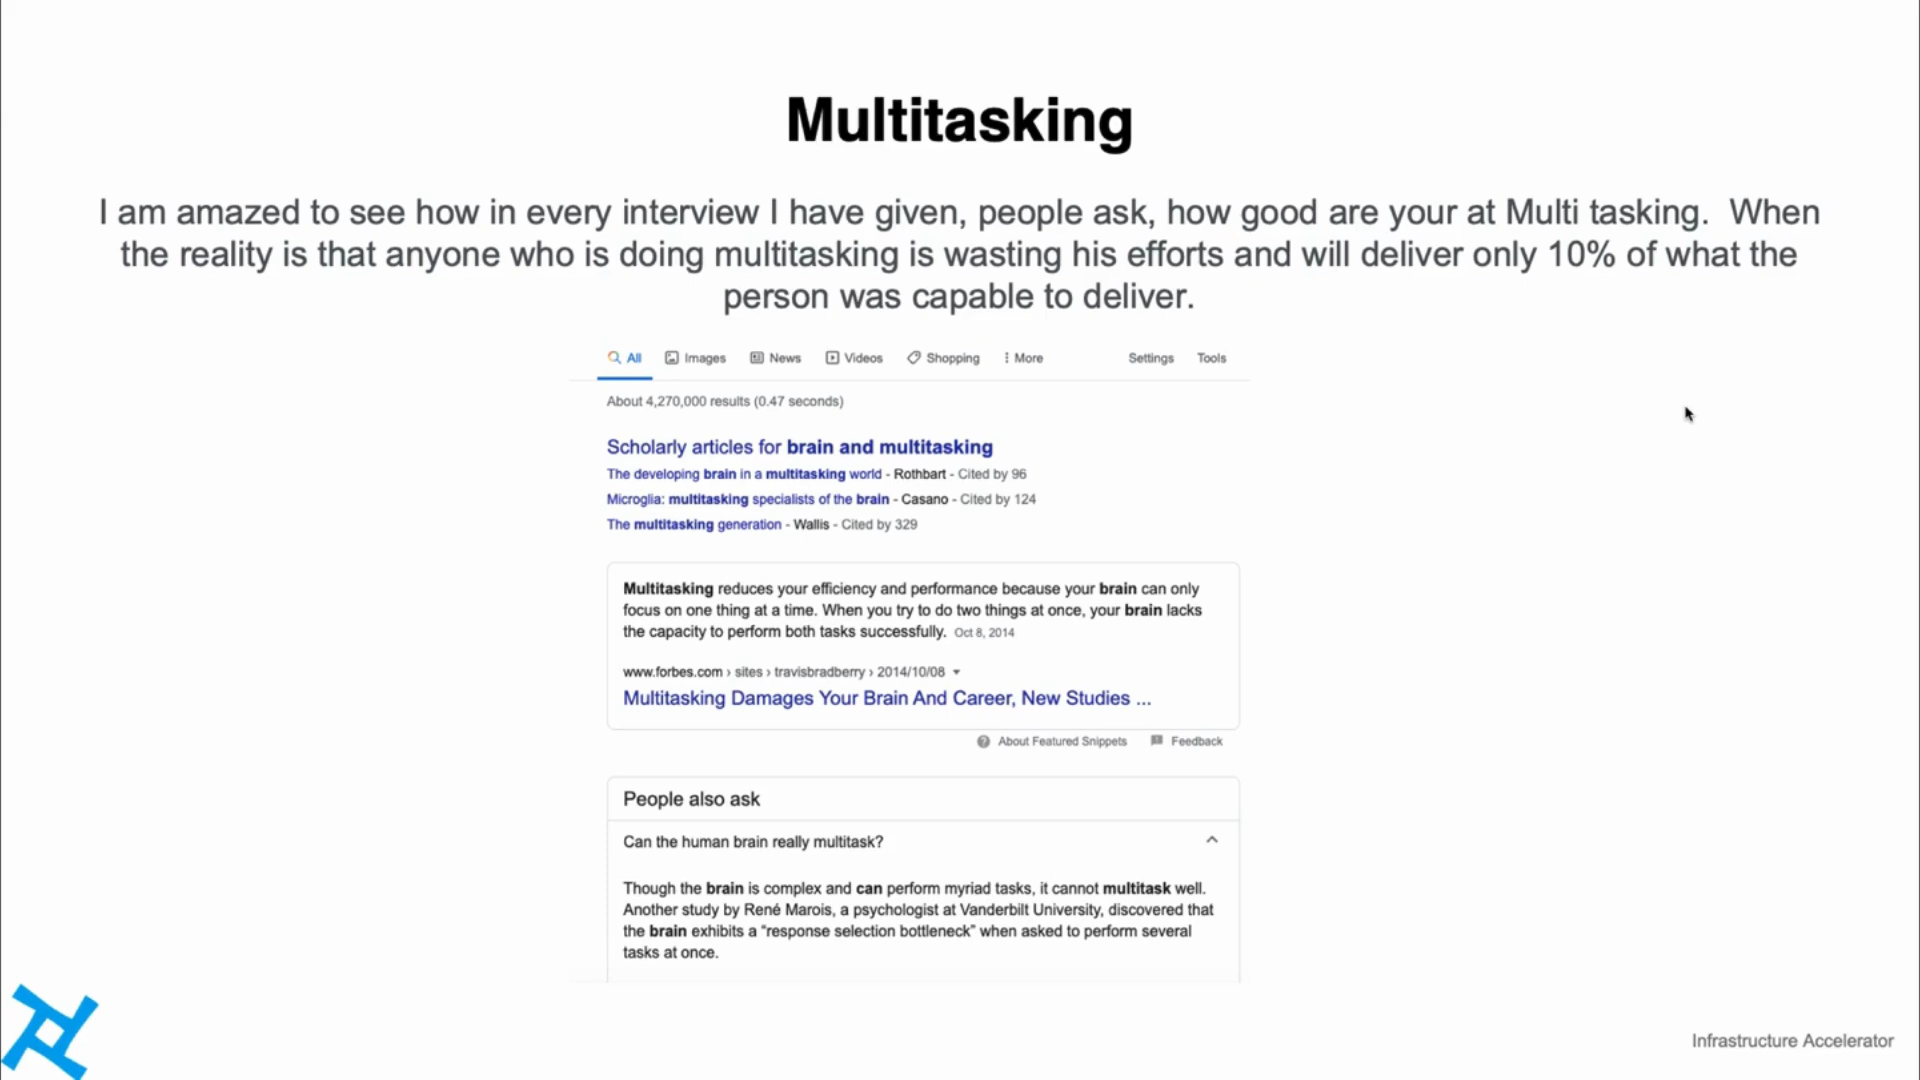 Multitasking
I am amazed to see how in every interview I have given, people ask, how good are your at Multi tasking.  When
the reality is that anyone who is doing multitasking is wasting his efforts and will deliver only 10% of what the
person was capable to deliver.
All Images News Videos Shopping More Settings Tools
About 4,270,000 results (0.47 seconds)
Scholarly articles for brain and multitasking
The developing brain in a multitasking world - Rothbart - Cited by 96
Microglia: multitasking specialists of the brain - Casano - Cited by 124
The multitasking generation - Wallis - Cited by 329
Multitasking reduces your efficiency and performance because your brain can only
focus on one thing at a time. When you try to do two things at once, your brain lacks
the capacity to perform both tasks successfully. Oct 8, 2014
www.forbes.com › sites › travisbradberry › 2014/10/08
Multitasking Damages Your Brain And Career, New Studies ...
About Featured Snippets Feedback
People also ask
Can the human brain really multitask?
Though the brain is complex and can perform myriad tasks, it cannot multitask well.
Another study by René Marois, a psychologist at Vanderbilt University, discovered that
the brain exhibits a “response selection bottleneck” when asked to perform several
tasks at once.
Infrastructure Accelerator